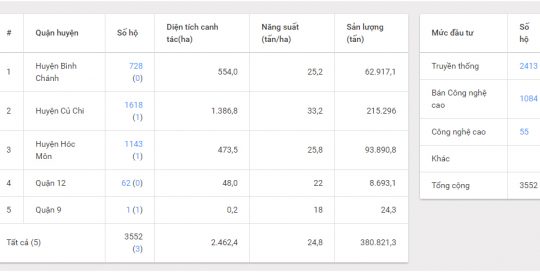 # Quận huyện Số hộ Diện tích canh tác(ha) Năng suất (tấn/ha) Sản lượng (tấn)
1 Huyện Bình Chánh 728 (0) 554,0 25,2 62.917,1
2 Huyện Củ Chi 1618 (1) 1.386,8 33,2 215.296
3 Huyện Hóc Môn 1143 (1) 473,5 25,8 93.890,8
4 Quận 12 62 (0) 48,0 22 8.693,1
5 Quận 9 1 (1) 0,2 18 24,3
Tất cả (5) 3552 (3) 2.462,4 24,8 380.821,3
Mức đầu tư Số hộ
Truyền thống 2413
Bán Công nghệ cao 1084
Công nghệ cao 55
Khác
Tổng cộng 3552